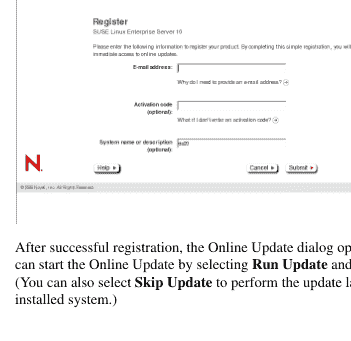 Register
SUSE Linux Enterprise Server 10
Please enter the following information to register your product. By completing this simple registration, you wil
immediate access to online updates.
E-mail address:
Why do I need to provide an e-mail address?
Activation code
(optional):
What if I don't enter an activation code?
System name or description
(optional):
N.
Help
Cancel
Submit
After successful registration, the Online Update dialog op
can start the Online Update by selecting Run Update and
(You can also select Skip Update to perform the update l
installed system.)